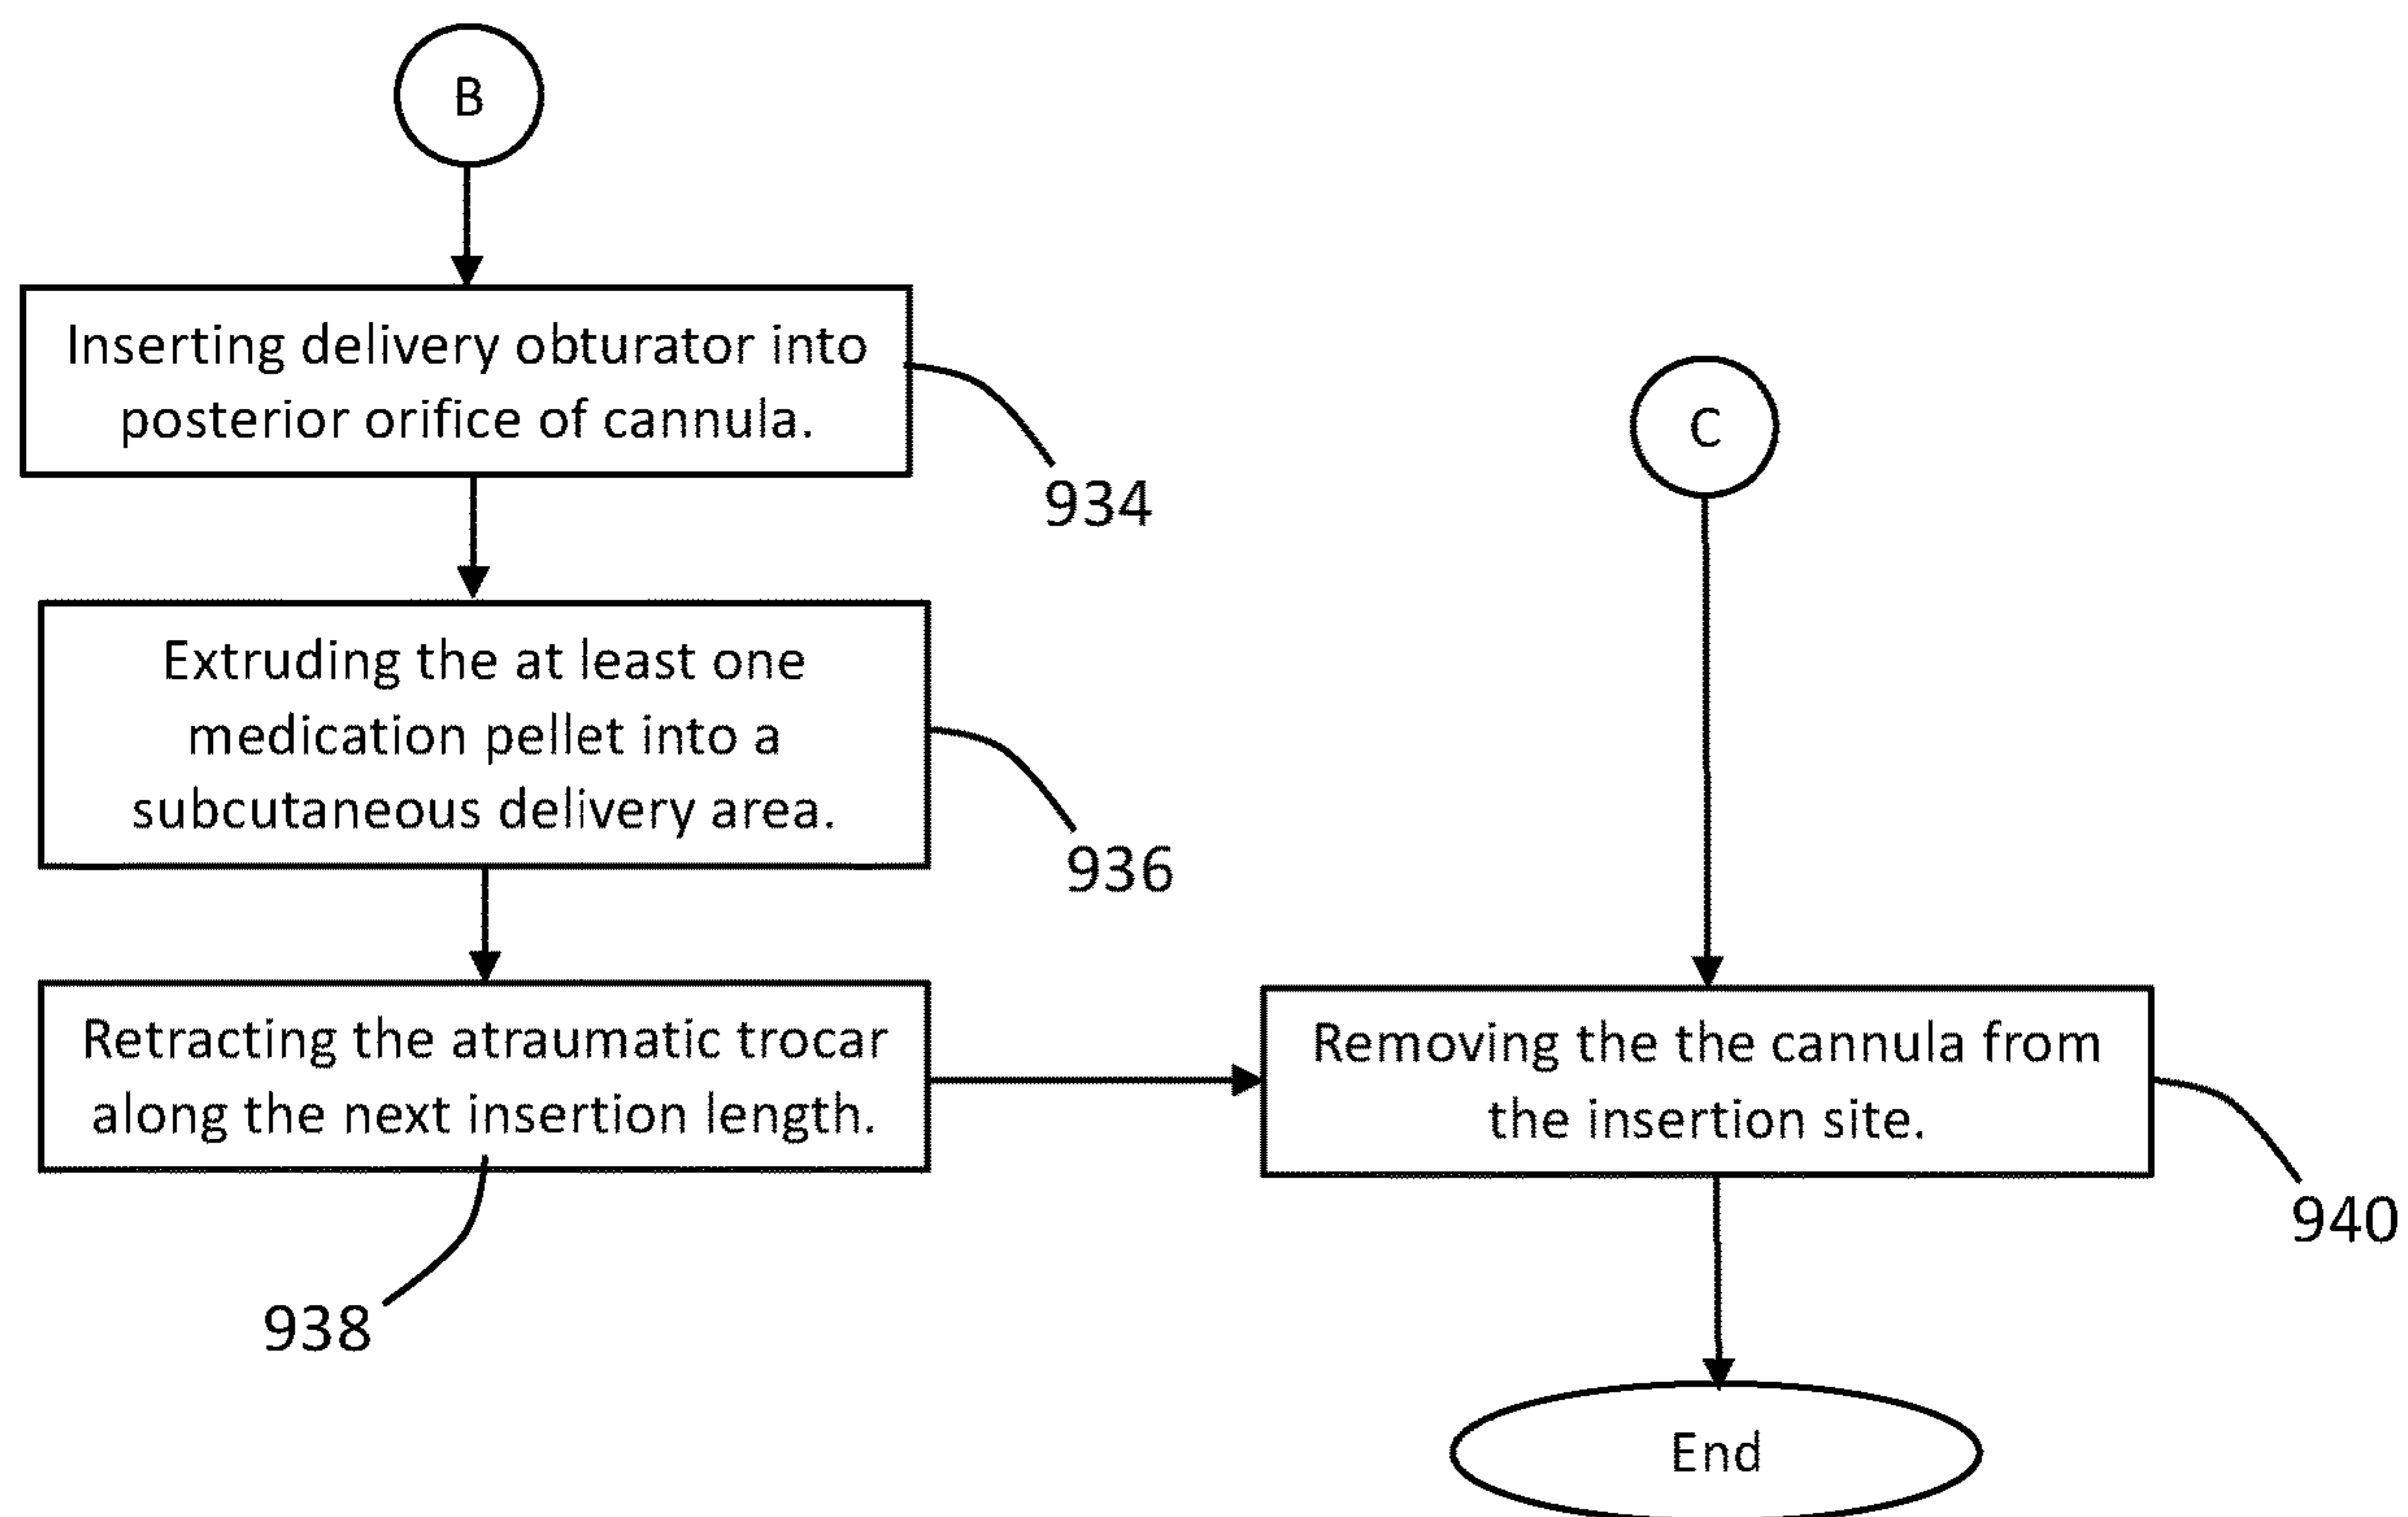 B
Inserting delivery obturator into
posterior orifice of cannula.
934
Extruding the at least one
medication pellet into a
subcutaneous delivery area.
936
Retracting the atraumatic trocar
along the next insertion length.
938
C
Removing the the cannula from
the insertion site.
940
End